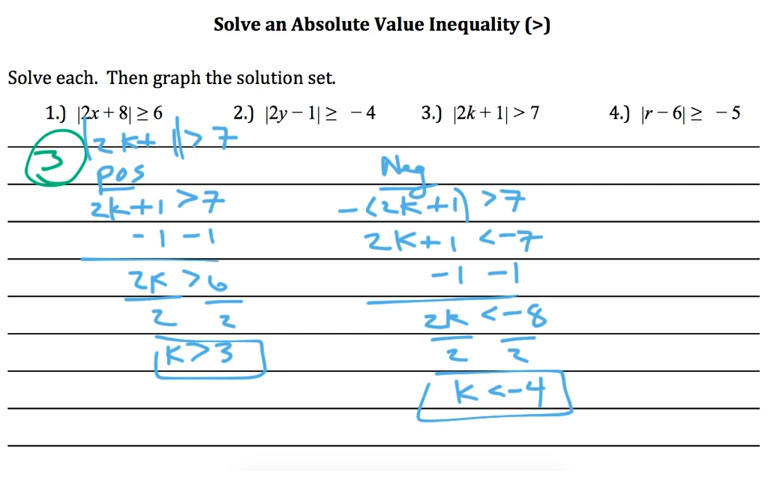 Solve an Absolute Value Inequality (>)
Solve each. Then graph the solution set.
1.) |2x + 8| ≥ 6 2.) |2y − 1| ≥ − 4 3.) |2k + 1| > 7 4.) |r − 6| ≥ − 5
3 |2k+1| > 7
pos Neg
2k+1 > 7 -(2k+1) > 7
-1 -1 2k+1 < -7
2k > 6 -1 -1
2 2 2k < -8
k > 3 2 2
k < -4